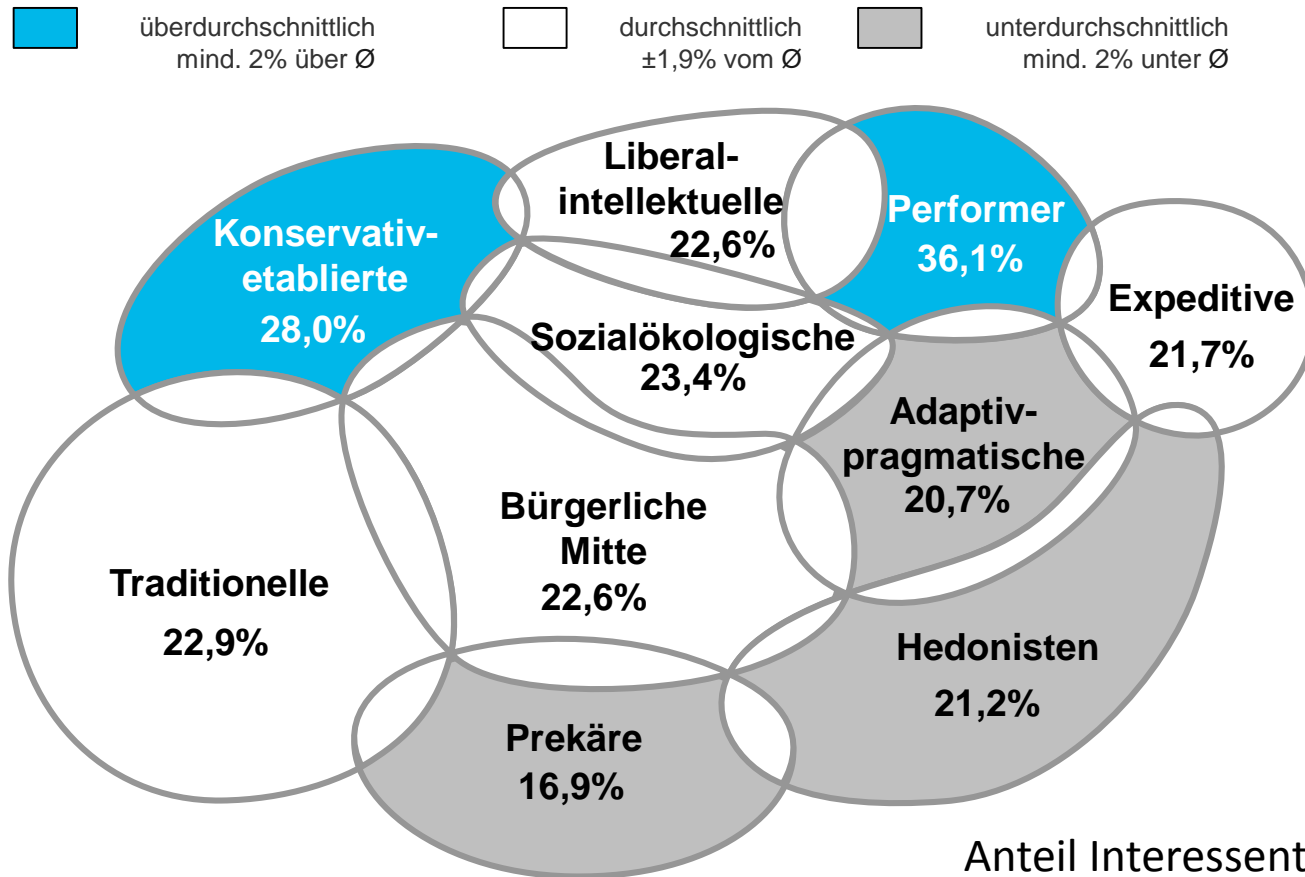 überdurchschnittlich
mind. 2% über Ø
durchschnittlich
±1,9% vom Ø
unterdurchschnittlich
mind. 2% unter Ø
Liberal-
intellektuelle
22,6%
Performer
36,1%
Konservativ-
etablierte
28,0%
Expeditive
21,7%
Sozialökologische
23,4%
Adaptiv-
pragmatische
20,7%
Bürgerliche
Mitte
22,6%
Traditionelle
22,9%
Hedonisten
21,2%
Prekäre
16,9%
Anteil Interessent